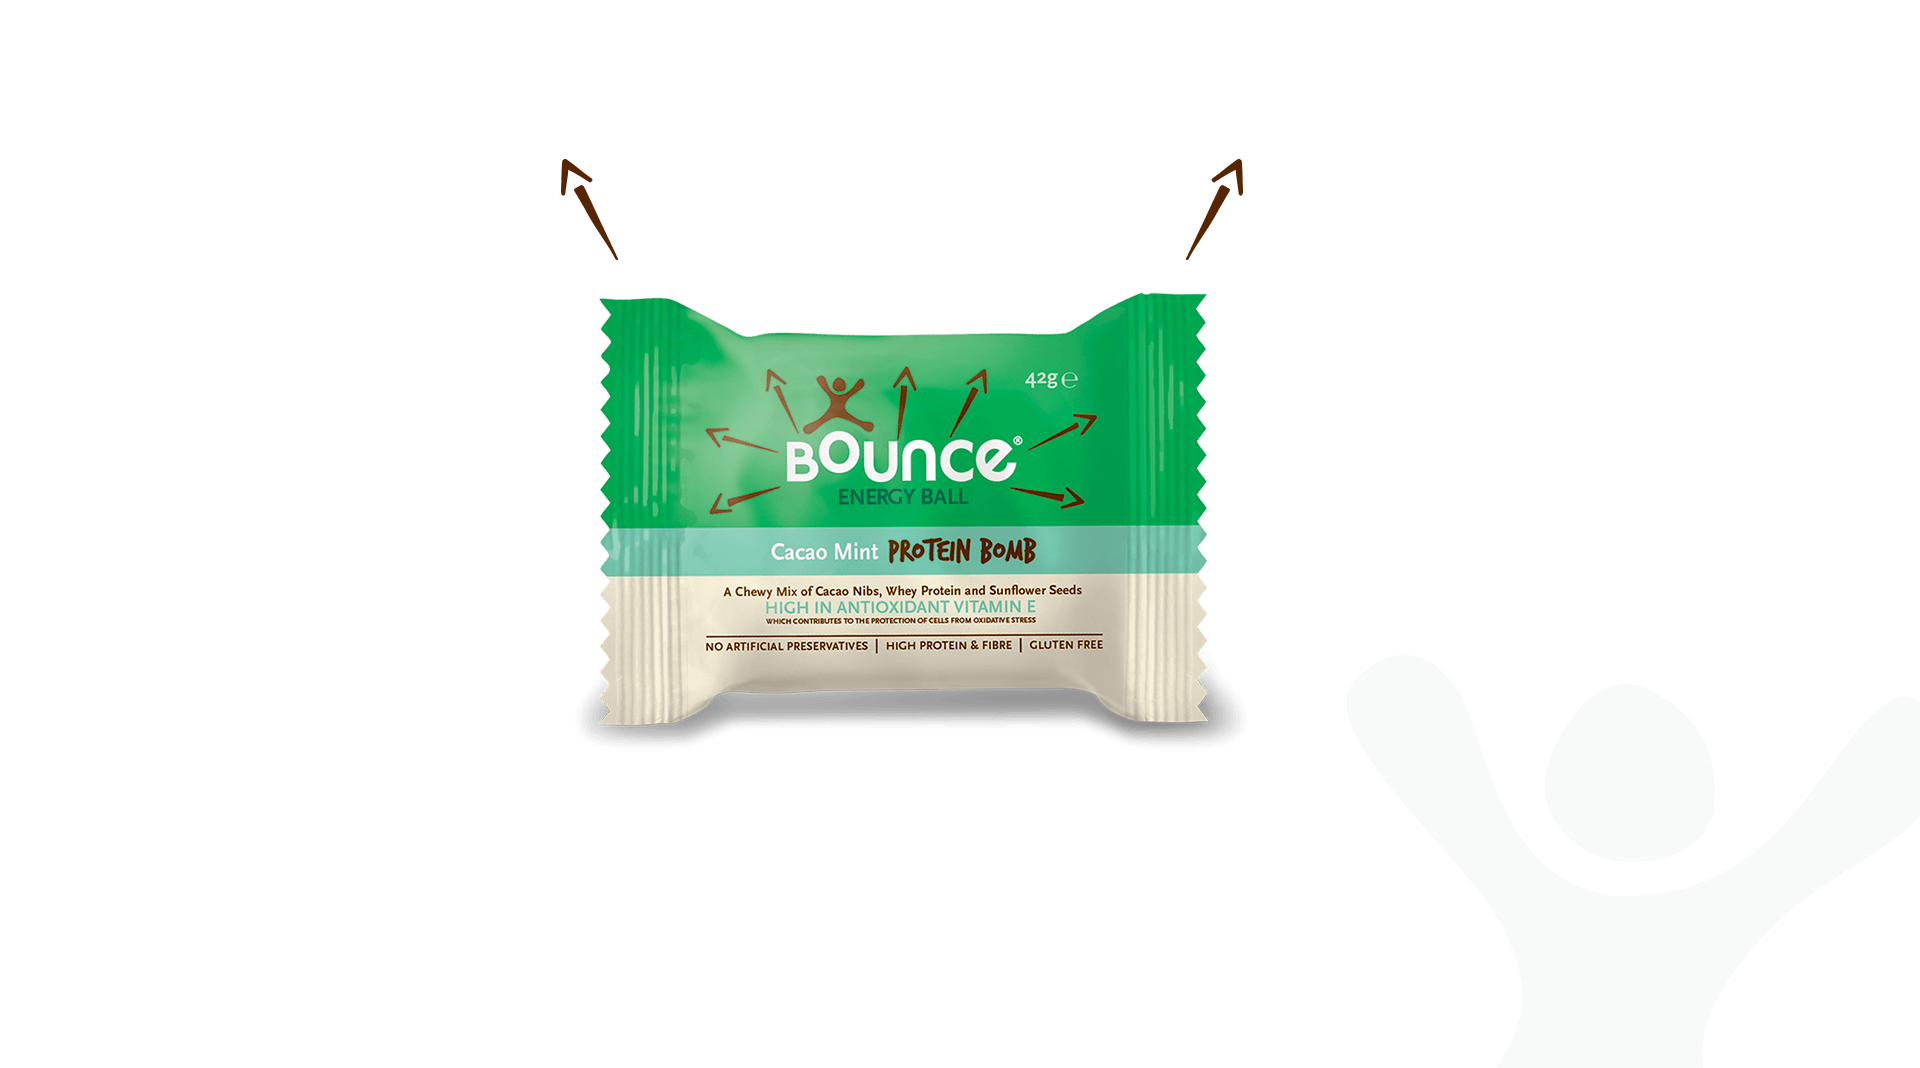 42g ℮
BOUNCE®
ENERGY BALL
Cacao Mint PROTEIN BOMB
A Chewy Mix of Cacao Nibs, Whey Protein and Sunflower Seeds
HIGH IN ANTIOXIDANT VITAMIN E
WHICH CONTRIBUTES TO THE PROTECTION OF CELLS FROM OXIDATIVE STRESS
NO ARTIFICIAL PRESERVATIVES | HIGH PROTEIN & FIBRE | GLUTEN FREE